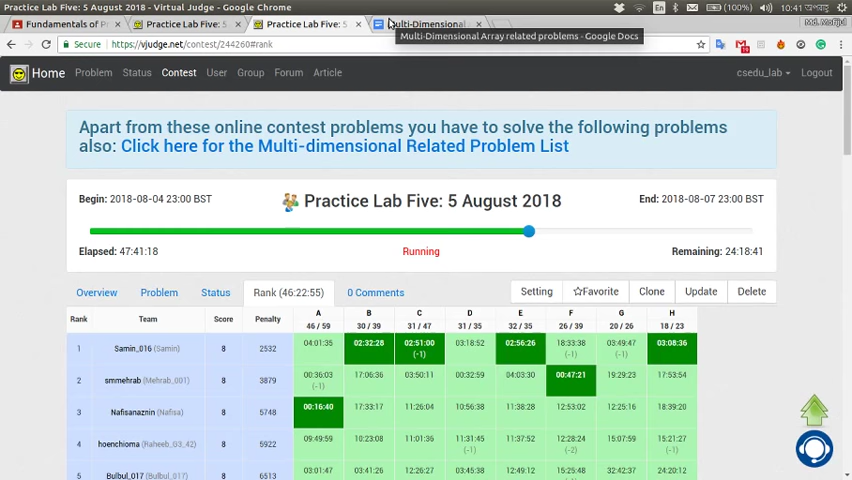 Practice Lab Five: 5 August 2018 - Virtual Judge - Google Chrome
En (100%) 10:41
Fundamentals of Pr × Practice Lab Five: 5 × Practice Lab Five: 5 × Multi-Dimensional ×
Multi-Dimensional Array related problems - Google Docs
Secure https://vjudge.net/contest/244260#rank
Home Problem Status Contest User Group Forum Article csedu_lab Logout
Apart from these online contest problems you have to solve the following problems
also: Click here for the Multi-dimensional Related Problem List
Begin: 2018-08-04 23:00 BST Practice Lab Five: 5 August 2018 End: 2018-08-07 23:00 BST
Elapsed: 47:41:18 Running Remaining: 24:18:41
Overview Problem Status Rank (46:22:55) 0 Comments Setting Favorite Clone Update Delete
Rank Team Score Penalty A B C D E F G H
46 / 59 30 / 39 31 / 47 31 / 35 32 / 35 26 / 39 20 / 26 18 / 23
1 Samin_016 (Samin) 8 2532 04:01:35 02:32:28 02:51:00 03:18:52 02:56:26 18:33:38 03:49:47 03:08:36
(-1) (-1) (-1)
2 smmehrab (Mehrab_001) 8 3879 00:36:03 17:06:36 03:50:11 00:32:59 04:03:30 00:47:21 19:29:23 17:53:54
(-1)
3 Nafisanaznin (Nafisa) 8 5748 00:16:40 17:33:17 11:26:04 10:56:38 11:38:28 12:53:02 12:25:16 18:39:20
4 hoenchioma (Raheeb_G3_42) 8 5922 09:49:59 10:23:08 11:01:36 11:31:45 11:37:52 12:28:24 15:07:59 15:21:27
(-1) (-2) (-1)
5 Bulbul_017 (Bulbul_017) 8 6513 03:01:47 03:41:26 12:26:27 03:45:38 12:49:12 15:25:48 32:42:37 24:20:12